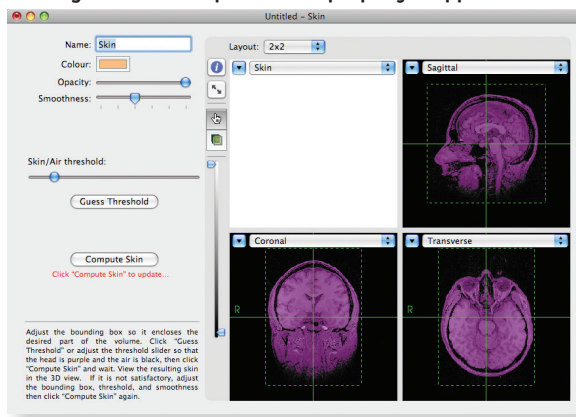 Untitled – Skin
Name: Skin
Colour:
Opacity:
Smoothness:
Skin/Air threshold:
Guess Threshold
Compute Skin
Click "Compute Skin" to update...
Adjust the bounding box so it encloses the
desired part of the volume. Click "Guess
Threshold" or adjust the threshold slider so that
the head is purple and the air is black, then click
"Compute Skin" and wait. View the resulting skin
in the 3D view. If it is not satisfactory, adjust
the bounding box, threshold, and smoothness
then click "Compute Skin" again.
Layout: 2x2
Skin
Sagittal
Coronal
R
Transverse
R